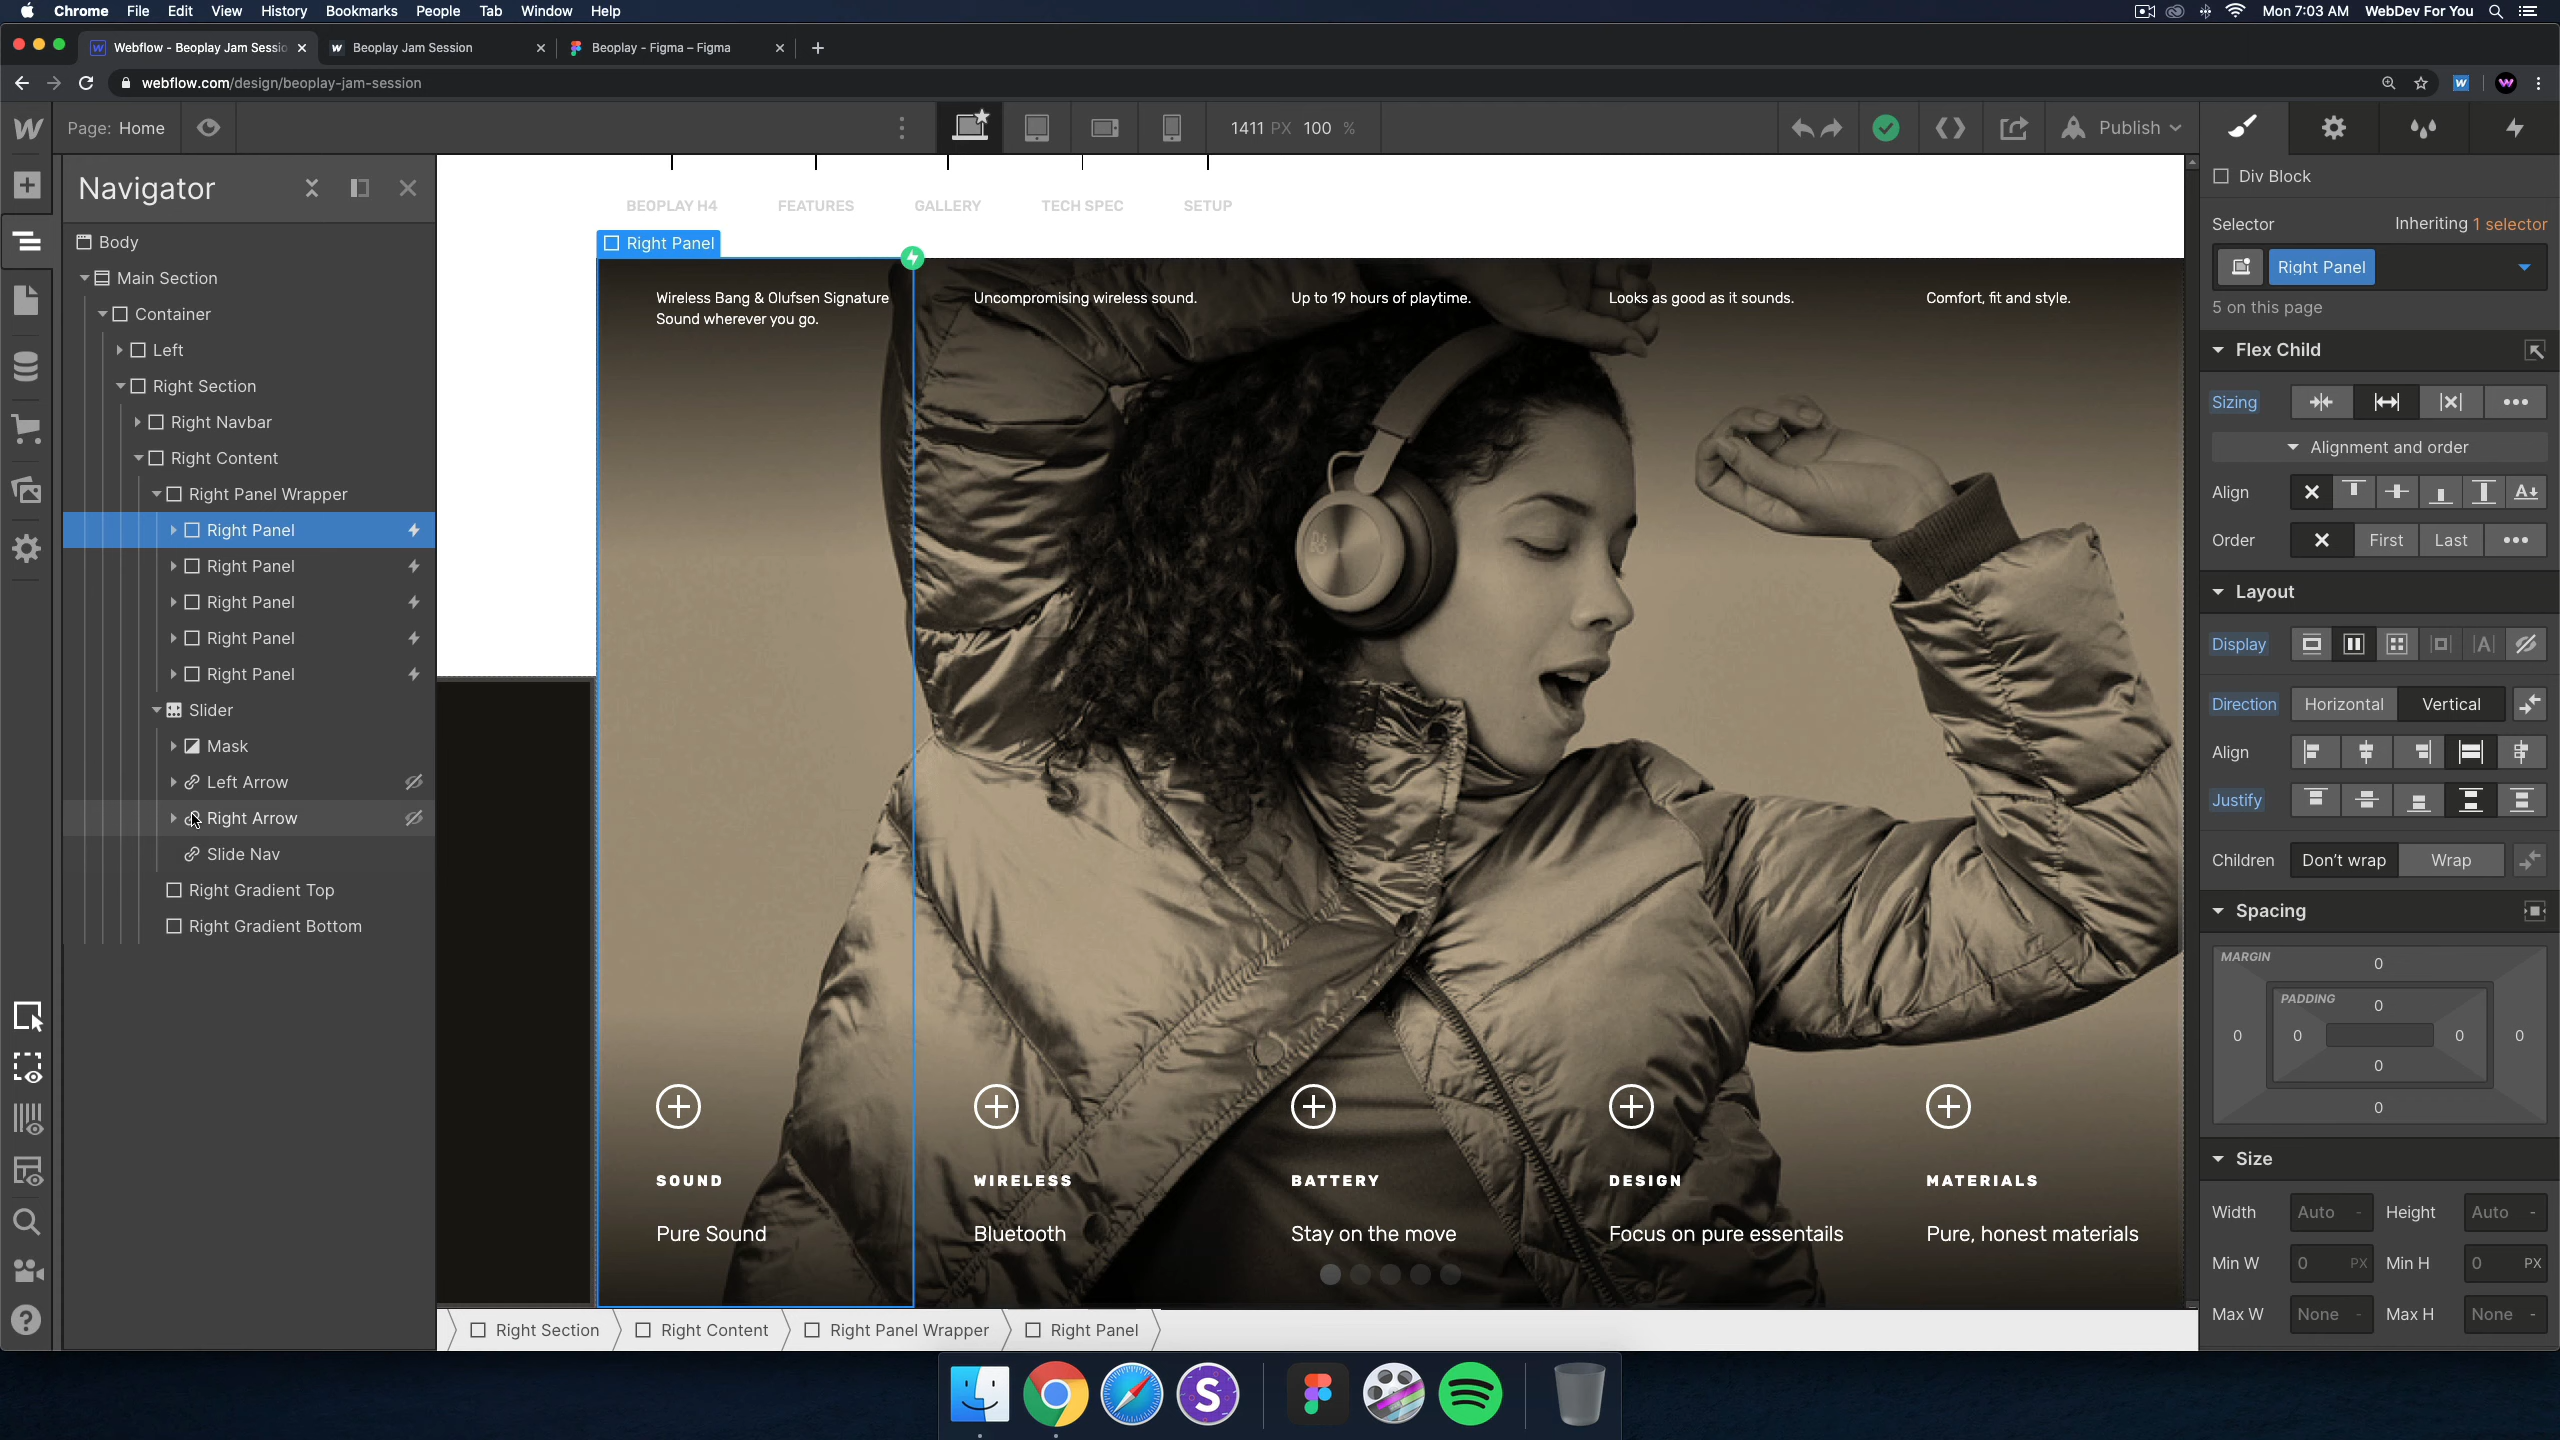 Chrome File Edit View History Bookmarks People Tab Window Help
Mon 7:03 AM WebDev For You
Webflow - Beoplay Jam Sessio
Beoplay Jam Session
Beoplay - Figma – Figma
webflow.com/design/beoplay-jam-session
Page: Home
1411 PX 100 %
Publish
Navigator
Body
Main Section
Container
Left
Right Section
Right Navbar
Right Content
Right Panel Wrapper
Right Panel
Right Panel
Right Panel
Right Panel
Right Panel
Slider
Mask
Left Arrow
Right Arrow
Slide Nav
Right Gradient Top
Right Gradient Bottom
BEOPLAY H4
FEATURES
GALLERY
TECH SPEC
SETUP
Right Panel
Wireless Bang & Olufsen Signature
Sound wherever you go.
Uncompromising wireless sound.
Up to 19 hours of playtime.
Looks as good as it sounds.
Comfort, fit and style.
SOUND
Pure Sound
WIRELESS
Bluetooth
BATTERY
Stay on the move
DESIGN
Focus on pure essentails
MATERIALS
Pure, honest materials
Right Section
Right Content
Right Panel Wrapper
Right Panel
Div Block
Selector
Inheriting 1 selector
Right Panel
5 on this page
Flex Child
Sizing
Alignment and order
Align
Order
First
Last
Layout
Display
Direction
Horizontal
Vertical
Align
Justify
Children
Don't wrap
Wrap
Spacing
MARGIN
0
PADDING
0
0 0 0 0
0
0
Size
Width Auto - Height Auto -
Min W 0 PX Min H 0 PX
Max W None - Max H None -